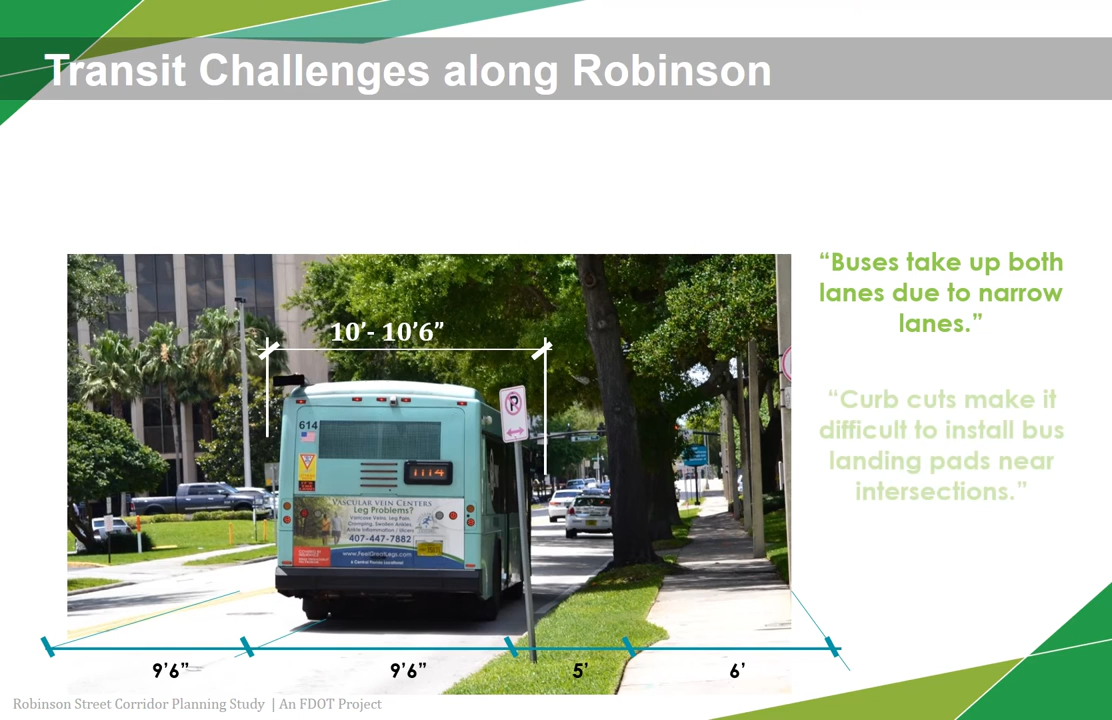 Transit Challenges along Robinson
“Buses take up both
lanes due to narrow
lanes.”
10’- 10’6”
“Curb cuts make it
difficult to install bus
landing pads near
intersections.”
614
1114
VASCULAR VEIN CENTERS
Leg Problems?
Varicose Veins, Leg Pain,
Cramping, Swollen Ankles,
Ankle Inflammation / Ulcers
407-447-7882
www.FeelGreatLegs.com
P
9’6”
9’6”
5’
6’
Robinson Street Corridor Planning Study | An FDOT Project